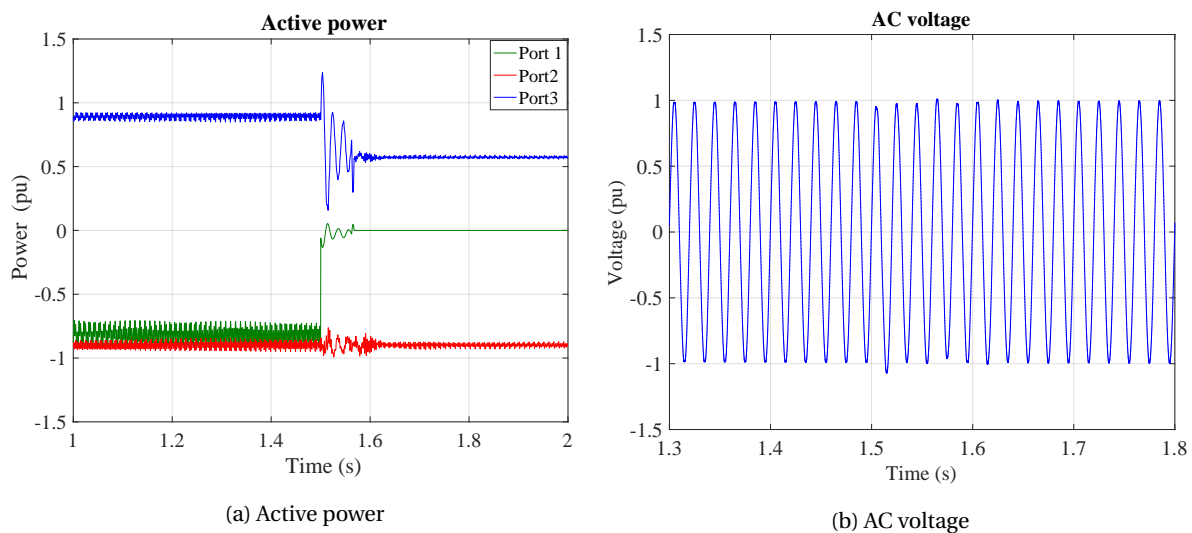 Active power
1.5
1
0.5
0
-0.5
-1
-1.5
Power (pu)
1
1.2
1.4
1.6
1.8
2
Time (s)
Port 1
Port2
Port3
(a) Active power
AC voltage
1.5
1
0.5
0
-0.5
-1
-1.5
Voltage (pu)
1.3
1.4
1.5
1.6
1.7
1.8
Time (s)
(b) AC voltage